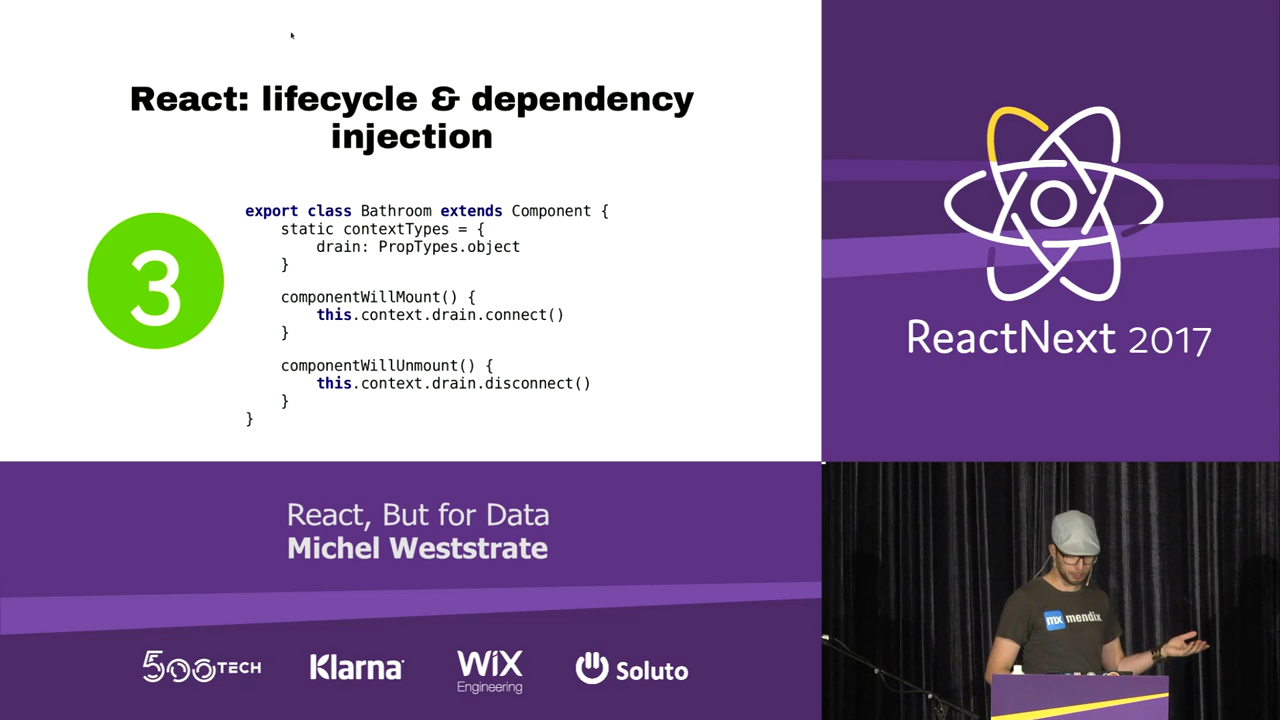 React: lifecycle & dependency
injection
3
export class Bathroom extends Component {
    static contextTypes = {
        drain: PropTypes.object
    }

    componentWillMount() {
        this.context.drain.connect()
    }

    componentWillUnmount() {
        this.context.drain.disconnect()
    }
}
ReactNext 2017
React, But for Data
Michel Weststrate
500TECH
Klarna
WiX
Engineering
Soluto
mx mendix